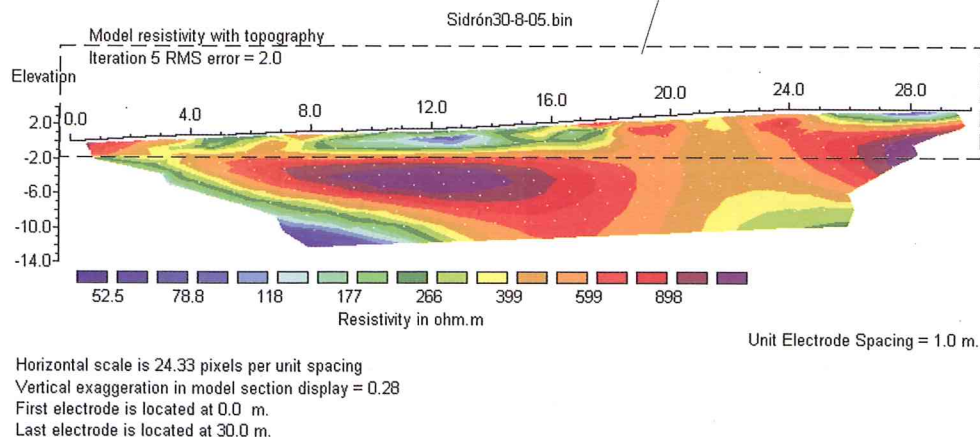 Sidrón30-8-05.bin
Model resistivity with topography
Iteration 5 RMS error = 2.0
Elevation
0.0 4.0 8.0 12.0 16.0 20.0 24.0 28.0
2.0
-2.0
-6.0
-10.0
-14.0
52.5 78.8 118 177 266 399 599 898
Resistivity in ohm.m
Unit Electrode Spacing = 1.0 m.
Horizontal scale is 24.33 pixels per unit spacing
Vertical exaggeration in model section display = 0.28
First electrode is located at 0.0 m.
Last electrode is located at 30.0 m.